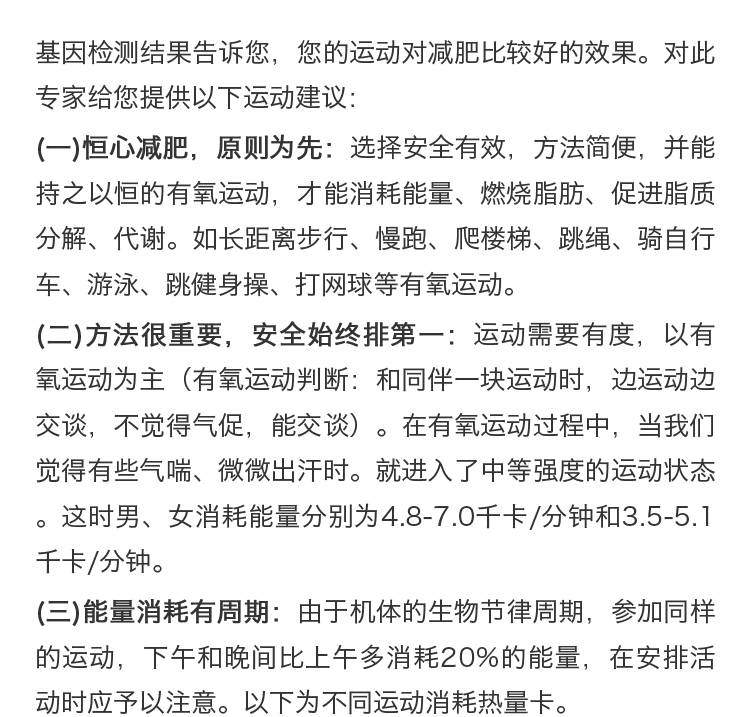 基因检测结果告诉您，您的运动对减肥比较好的效果。对此
专家给您提供以下运动建议：
(一)恒心减肥，原则为先：选择安全有效，方法简便，并能
持之以恒的有氧运动，才能消耗能量、燃烧脂肪、促进脂质
分解、代谢。如长距离步行、慢跑、爬楼梯、跳绳、骑自行
车、游泳、跳健身操、打网球等有氧运动。
(二)方法很重要，安全始终排第一：运动需要有度，以有
氧运动为主（有氧运动判断：和同伴一块运动时，边运动边
交谈，不觉得气促，能交谈）。在有氧运动过程中，当我们
觉得有些气喘、微微出汗时。就进入了中等强度的运动状态
。这时男、女消耗能量分别为4.8-7.0千卡/分钟和3.5-5.1
千卡/分钟。
(三)能量消耗有周期：由于机体的生物节律周期，参加同样
的运动，下午和晚间比上午多消耗20%的能量，在安排活
动时应予以注意。以下为不同运动消耗热量卡。